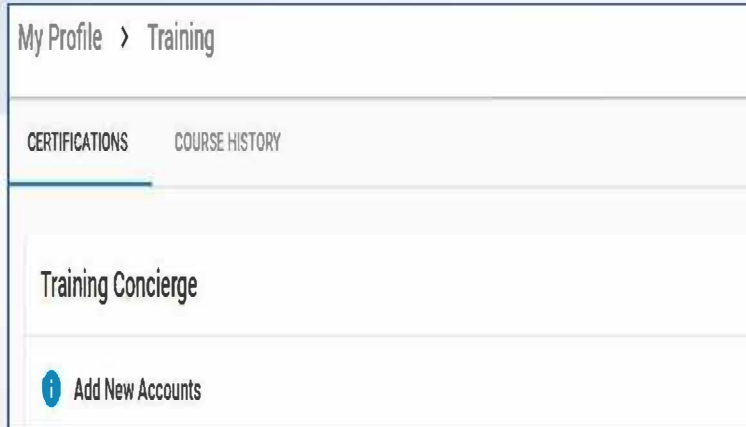 My Profile > Training
CERTIFICATIONS COURSE HISTORY
Training Concierge
Add New Accounts